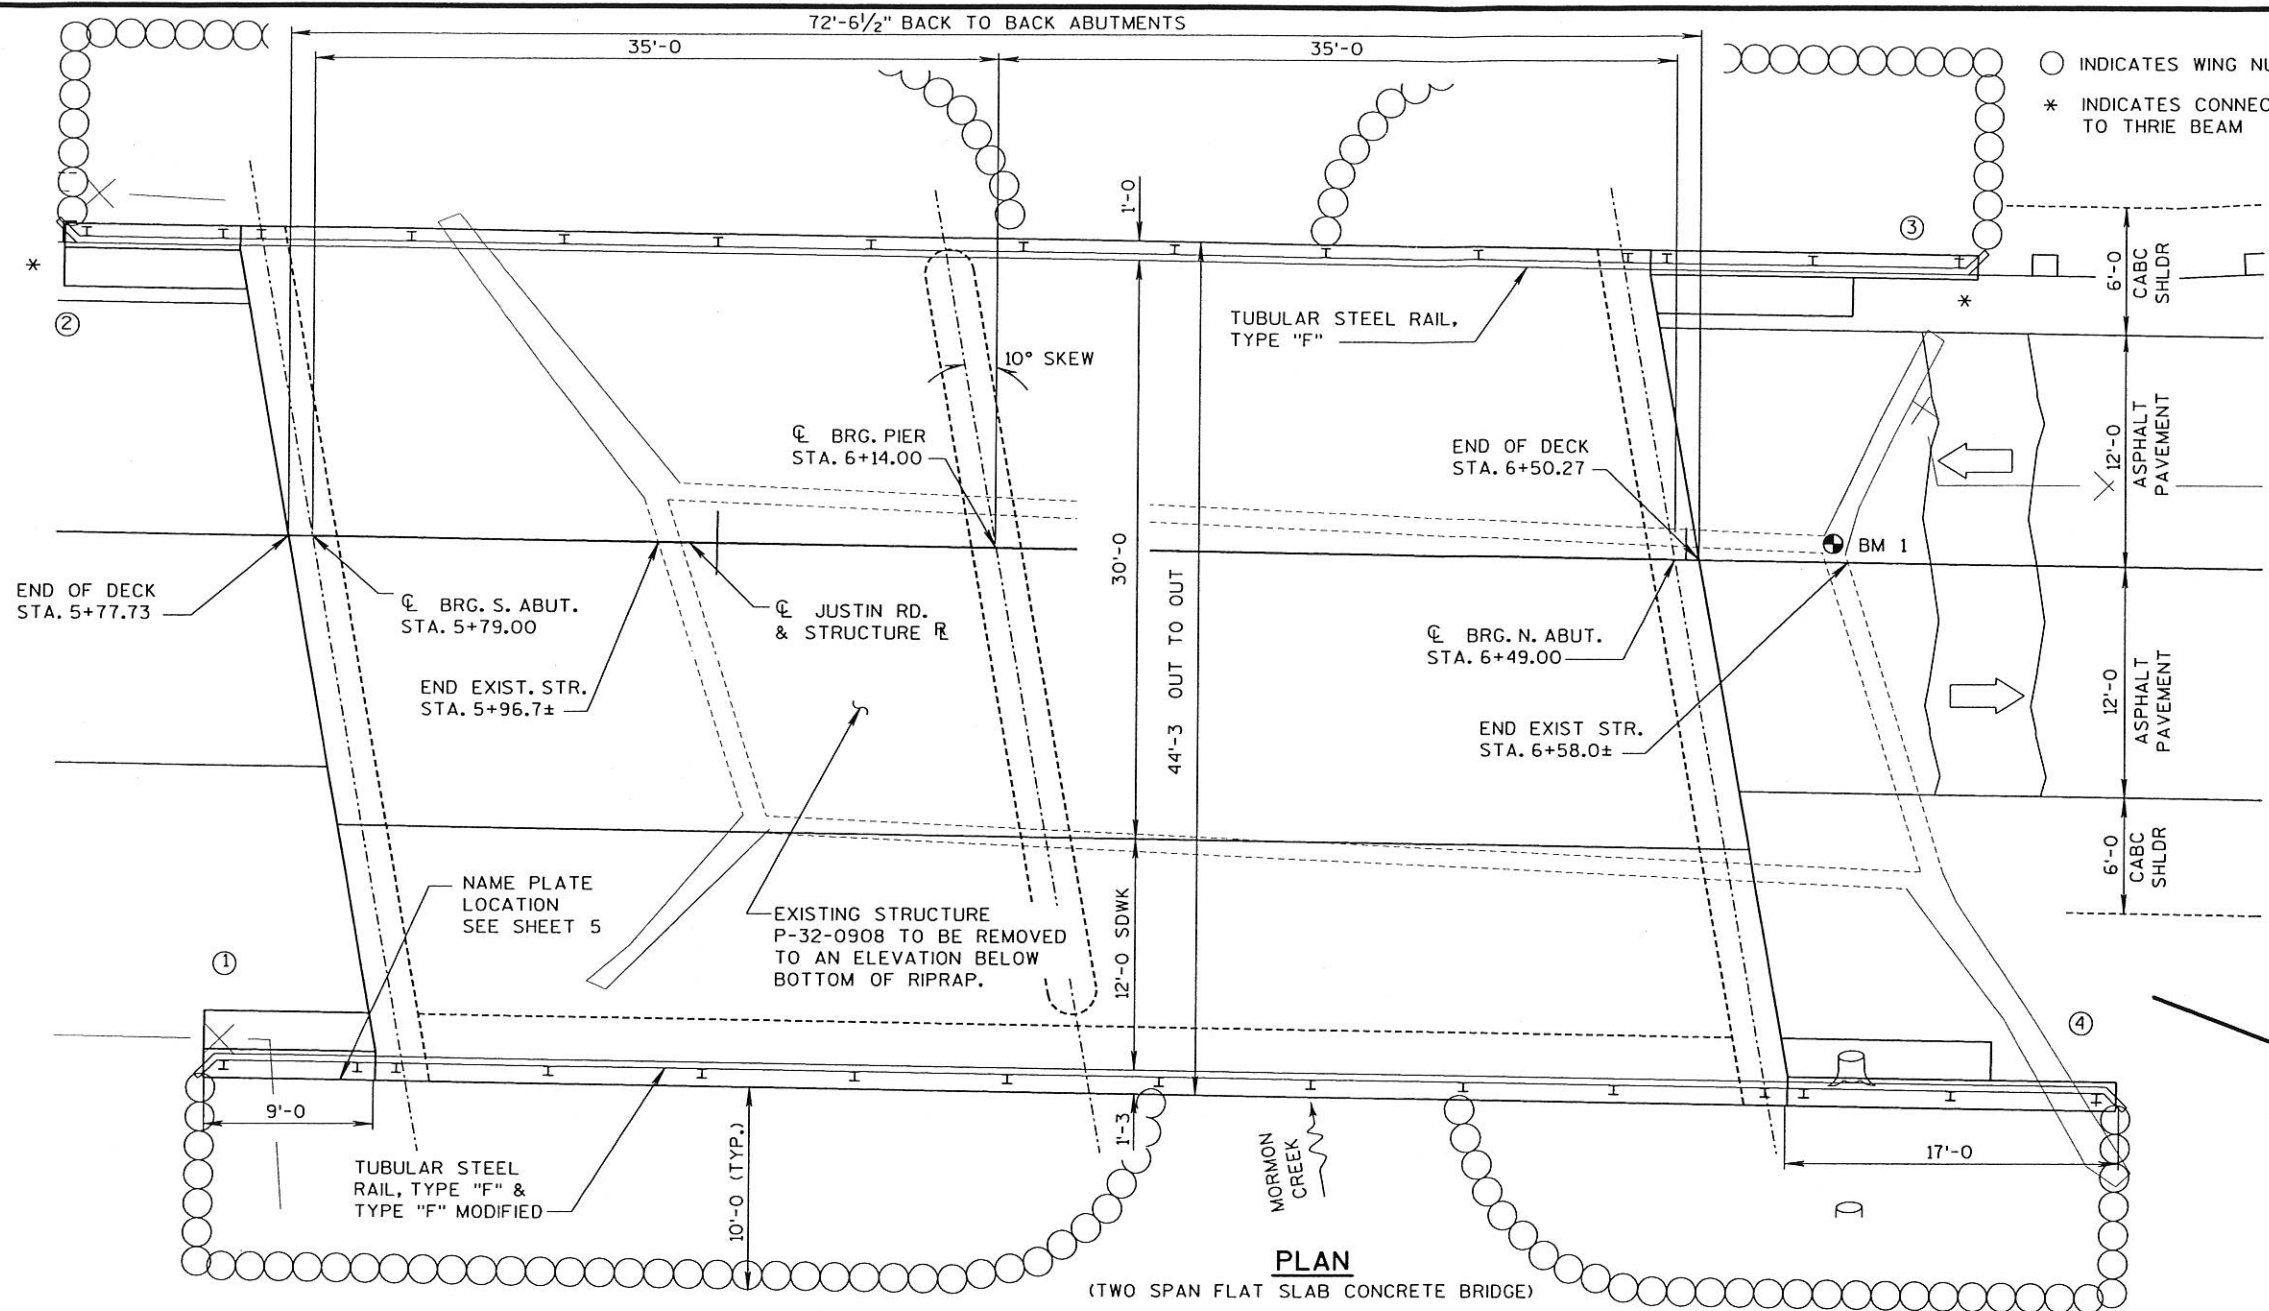 72'-6 1/2" BACK TO BACK ABUTMENTS
35'-0
35'-0
INDICATES WING
* INDICATES
TO THRIE BEAM
1'-0
3
*
2
6'-0
CABC
SHLDR
*
TUBULAR STEEL RAIL,
TYPE "F"
10° SKEW
℄ BRG. PIER
STA. 6+14.00
END OF DECK
STA. 6+50.27
12'-0
ASPHALT
PAVEMENT
BM 1
30'-0
44'-3 OUT TO OUT
END OF DECK
STA. 5+77.73
℄ BRG. S. ABUT.
STA. 5+79.00
℄ JUSTIN RD.
& STRUCTURE ℞L
℄ BRG. N. ABUT.
STA. 6+49.00
END EXIST. STR.
STA. 5+96.7±
END EXIST STR.
STA. 6+58.0±
12'-0
ASPHALT
PAVEMENT
6'-0
CABC
SHLDR
NAME PLATE
LOCATION
SEE SHEET 5
EXISTING STRUCTURE
P-32-0908 TO BE REMOVED
TO AN ELEVATION BELOW
BOTTOM OF RIPRAP.
12'-0 SDWK
1
4
9'-0
1'-3
17'-0
10'-0 (TYP.)
MORMON
CREEK
TUBULAR STEEL
RAIL, TYPE "F" &
TYPE "F" MODIFIED
PLAN
(TWO SPAN FLAT SLAB CONCRETE BRIDGE)